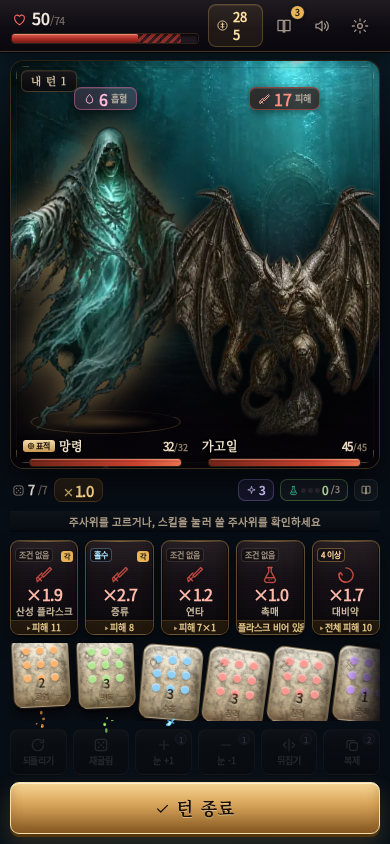 50/74
28
5
3
내 턴 1
6 흡혈
17 피해
표적 망령 32/32
가고일 45/45
7/7
×1.0
3
0/3
주사위를 고르거나, 스킬을 눌러 쓸 주사위를 확인하세요
조건 없음 각
×1.9
산성 플라스크
▸피해 11
홀수 각
×2.7
증류
▸피해 8
조건 없음
×1.2
연타
▸피해 7×1
조건 없음
×1.0
촉매
플라스크 비어 있음
4 이상
×1.7
대비약
▸전체 피해 10
2
3
3
3
3
1
되돌리기
재굴림
눈 +1
1
눈 -1
1
뒤집기
1
복제
2
턴 종료